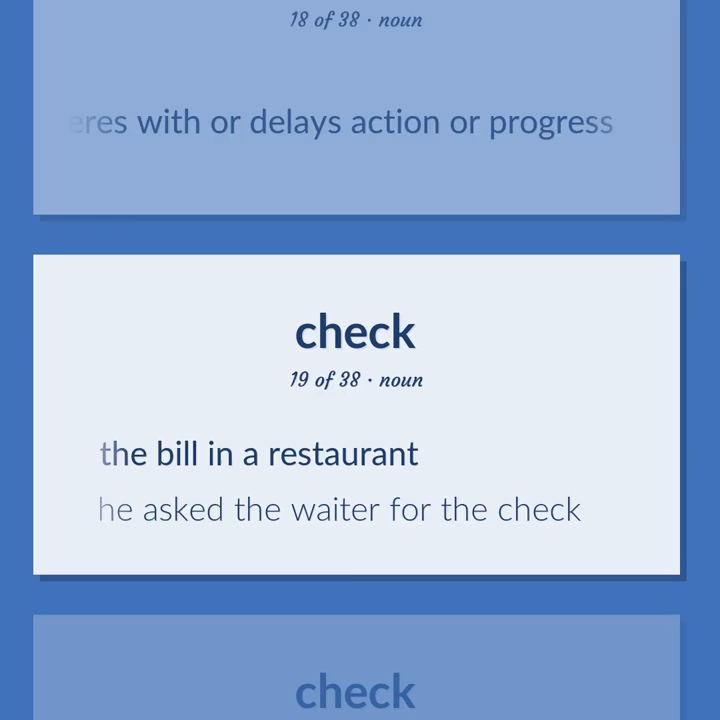 18 of 38 · noun
eres with or delays action or progress
check
19 of 38 · noun
the bill in a restaurant
he asked the waiter for the check
check